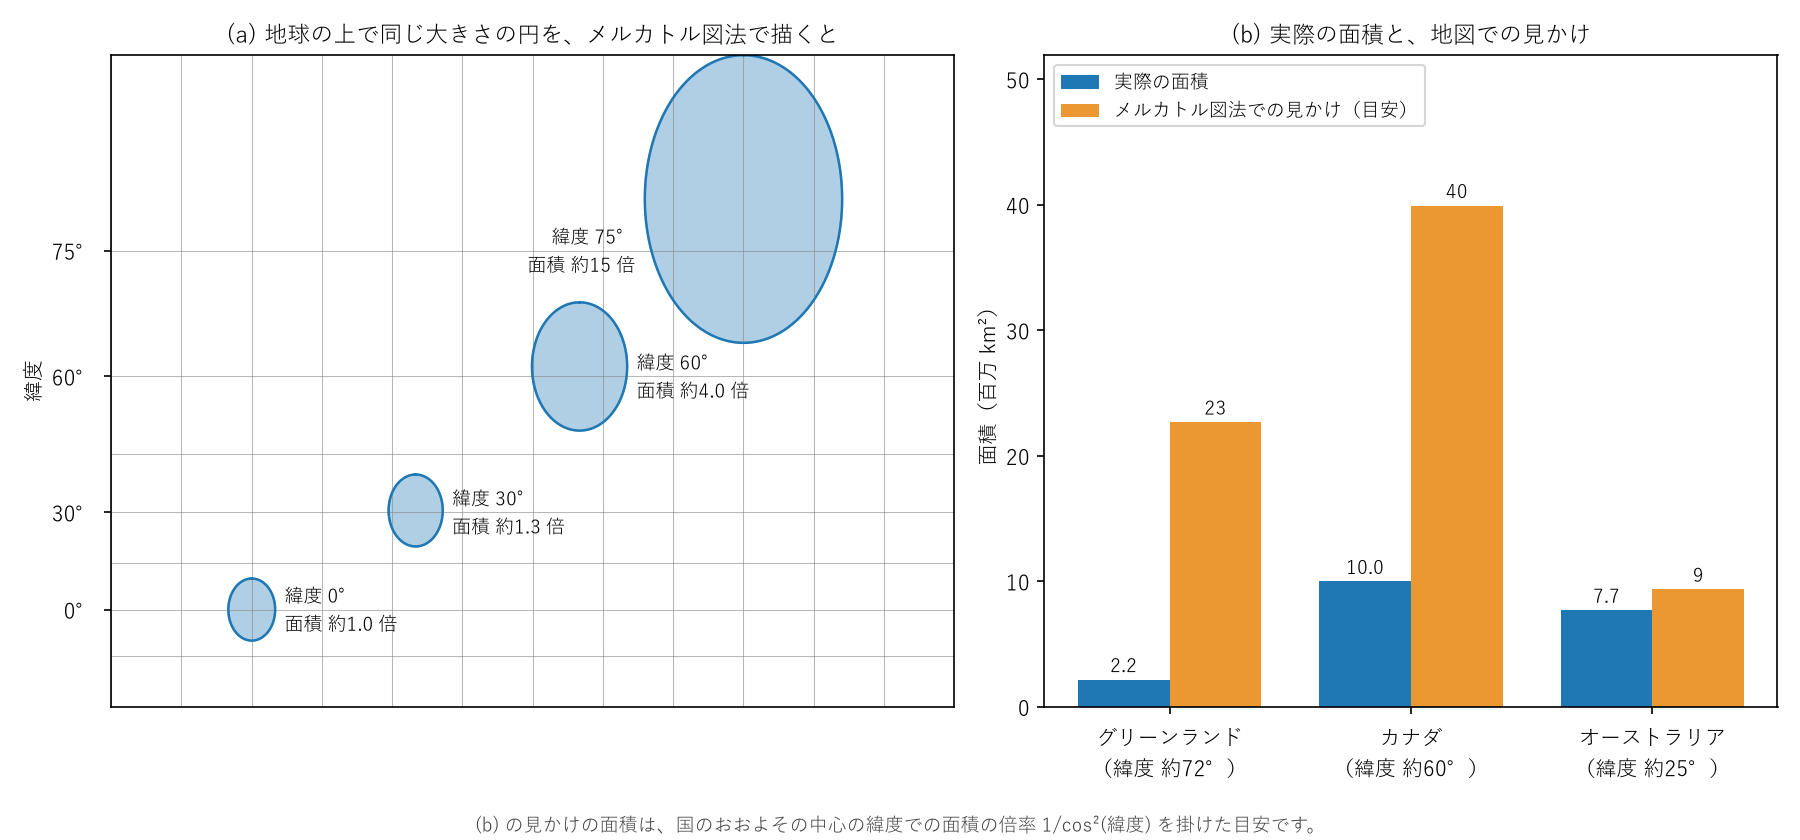 (a) 地球の上で同じ大きさの円を、メルカトル図法で描くと
緯度
75°
60°
30°
0°
緯度 75°
面積 約15 倍
緯度 60°
面積 約4.0 倍
緯度 30°
面積 約1.3 倍
緯度 0°
面積 約1.0 倍
(b) 実際の面積と、地図での見かけ
実際の面積
メルカトル図法での見かけ（目安）
面積（百万 km²）
50
40
30
20
10
0
2.2
23
10.0
40
7.7
9
グリーンランド
（緯度 約72°）
カナダ
（緯度 約60°）
オーストラリア
（緯度 約25°）
(b) の見かけの面積は、国のおおよその中心の緯度での面積の倍率 1/cos²(緯度) を掛けた目安です。